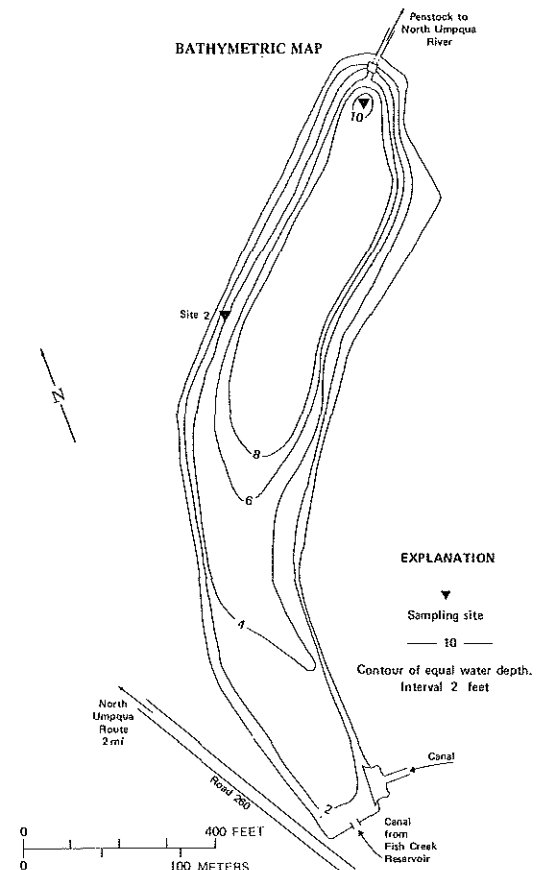 BATHYMETRIC MAP
Penstock to
North Umpqua
River
10
Site 2
N
8
6
4
2
EXPLANATION
Sampling site
10
Contour of equal water depth.
Interval 2 feet
North
Umpqua
Route
2 mi
Road 260
Canal
Canal
from
Fish Creek
Reservoir
0 400 FEET
0 100 METERS